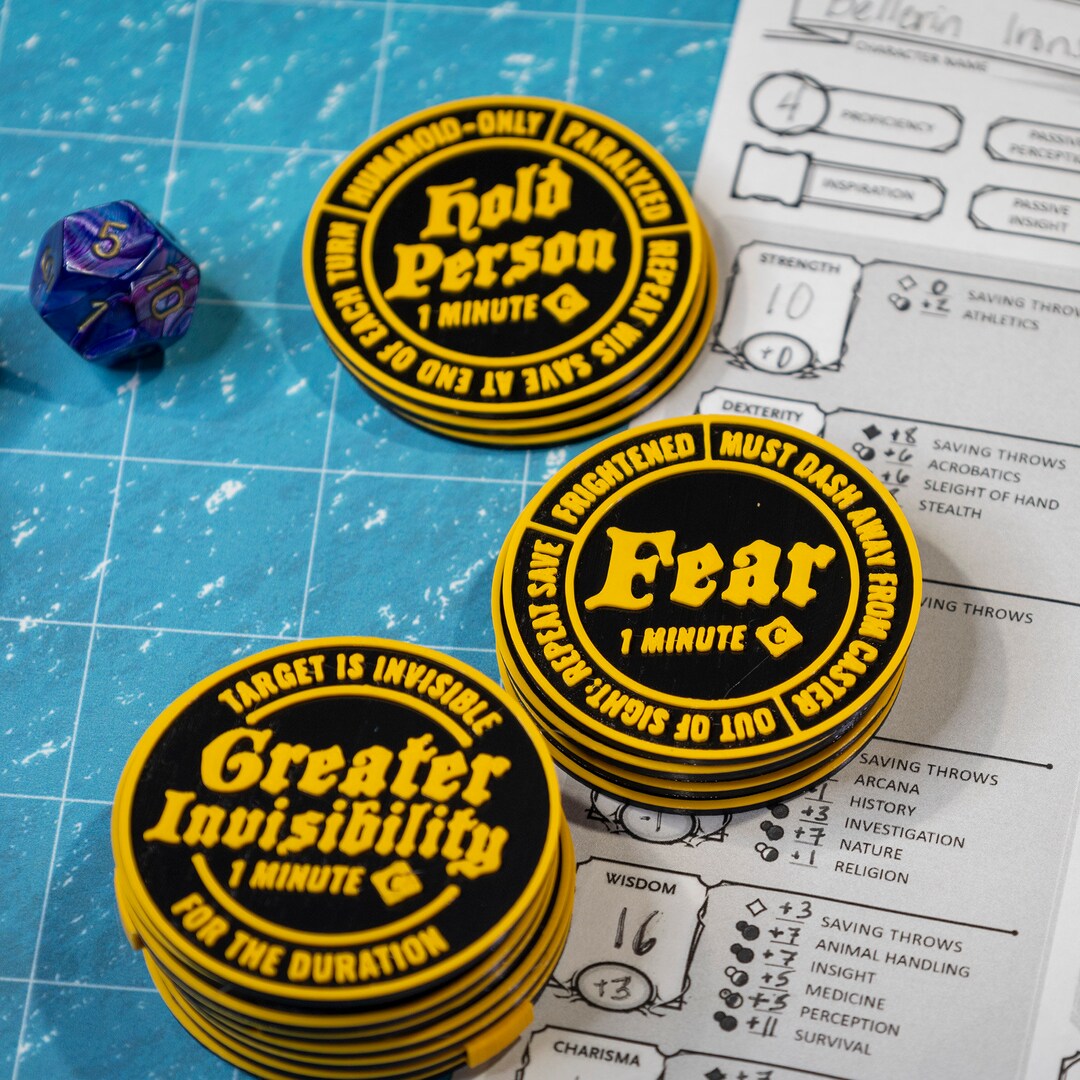 Bellerin Iron
CHARACTER NAME
4
PROFICIENCY
PASSIVE
PERCEPTI
INSPIRATION
PASSIVE
INSIGHT
HUMANOID-ONLY
PARALYZED
REPEAT WIS SAVE AT END OF EACH TURN
Hold
Person
1 MINUTE C
5
10
1
STRENGTH
10
+0
0 SAVING THROW
+2 ATHLETICS
DEXTERITY
+8 SAVING THROWS
+6 ACROBATICS
+6 SLEIGHT OF HAND
STEALTH
FRIGHTENED
MUST DASH AWAY FROM CASTER
OUT OF SIGHT: REPEAT SAVE
Fear
1 MINUTE C
VING THROWS
TARGET IS INVISIBLE
Greater
Invisibility
1 MINUTE C
FOR THE DURATION
SAVING THROWS
ARCANA
+3 HISTORY
+7 INVESTIGATION
NATURE
+1 RELIGION
WISDOM
16
+3
+3 SAVING THROWS
+7 ANIMAL HANDLING
+7 INSIGHT
+5 MEDICINE
PERCEPTION
+11 SURVIVAL
CHARISMA